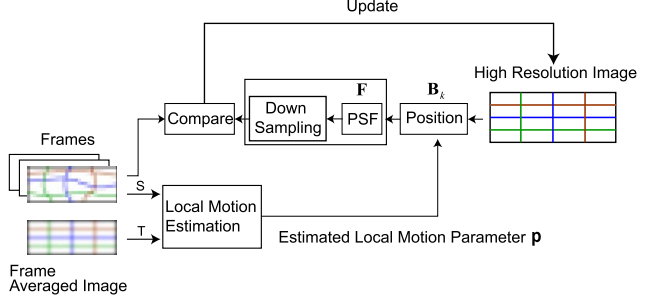 Update
High Resolution Image
F
B k
Compare
Down
Sampling
PSF
Position
Frames
S
Local Motion
Estimation
T
Estimated Local Motion Parameter p
Frame
Averaged Image